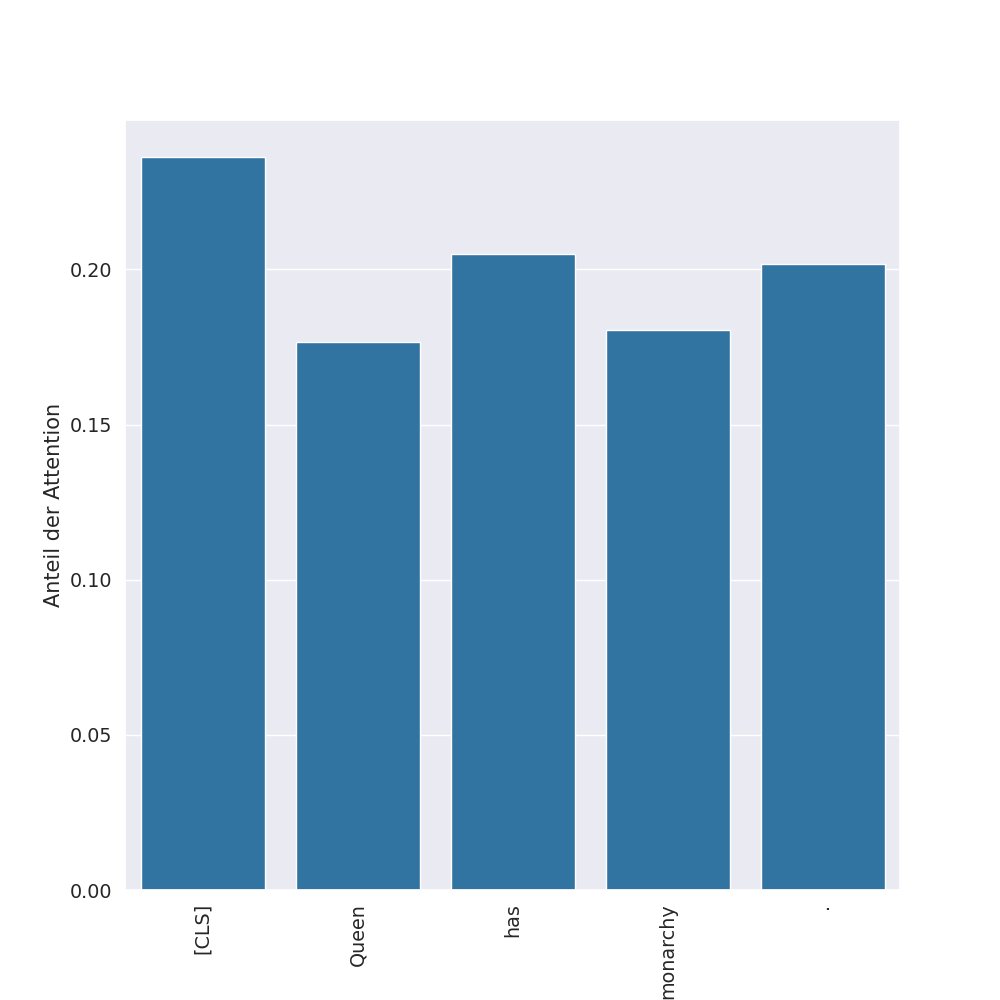 Anteil der Attention
0.20
0.15
0.10
0.05
0.00
[CLS]
Queen
has
monarchy
.